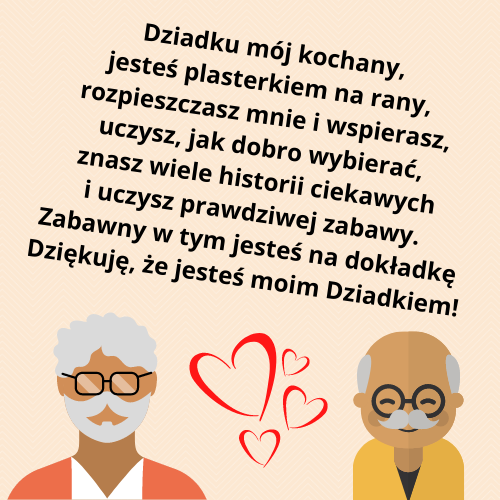 Dziadku mój kochany,
jesteś plasterkiem na rany,
rozpieszczasz mnie i wspierasz,
uczysz, jak dobro wybierać,
znasz wiele historii ciekawych
i uczysz prawdziwej zabawy.
Zabawny w tym jesteś na dokładkę
Dziękuję, że jesteś moim Dziadkiem!